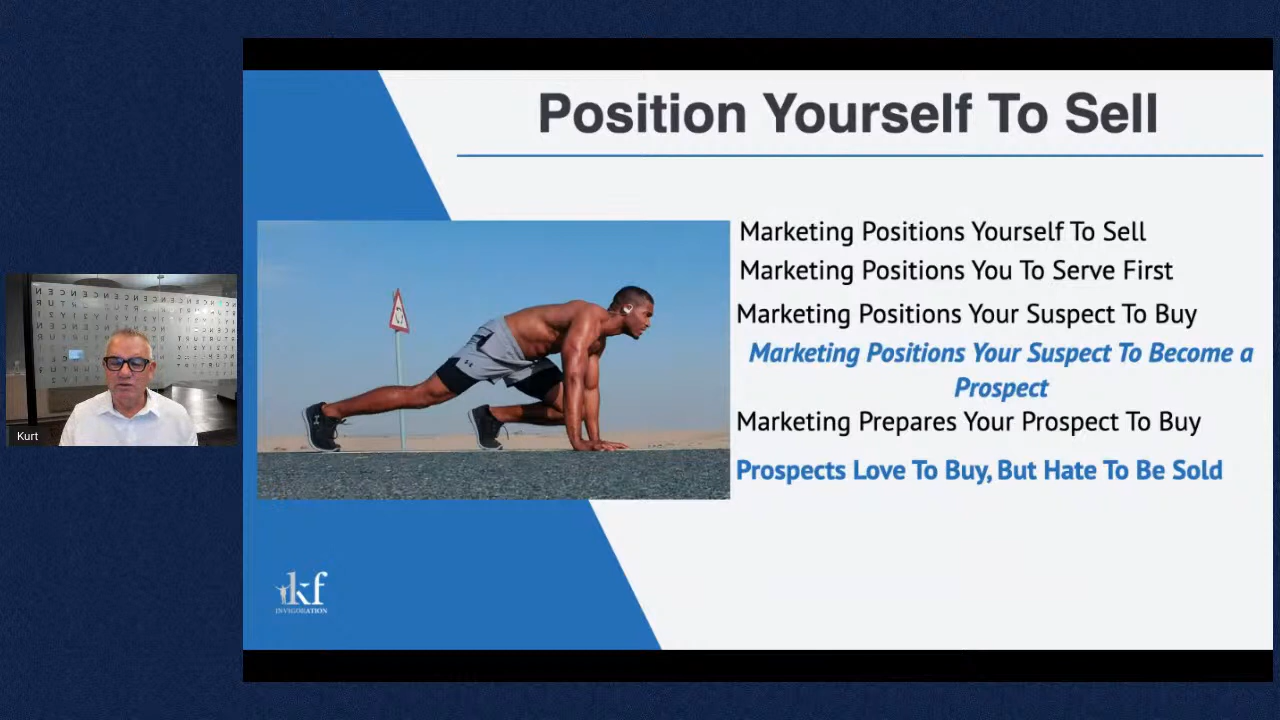 Position Yourself To Sell
Marketing Positions Yourself To Sell
Marketing Positions You To Serve First
Marketing Positions Your Suspect To Buy
Marketing Positions Your Suspect To Become a
Prospect
Marketing Prepares Your Prospect To Buy
Prospects Love To Buy, But Hate To Be Sold
Kurt
kf
INVIGORATION